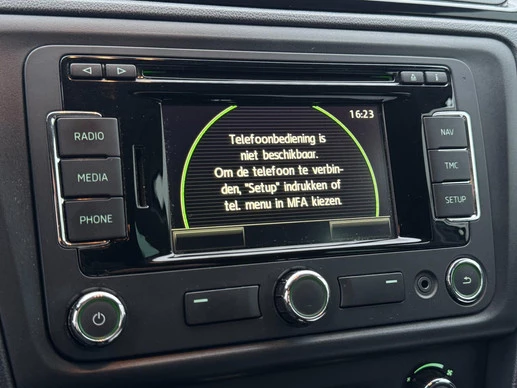 16:23
Telefoonbediening is
niet beschikbaar.
Om de telefoon te verbin-
den, "Setup" indrukken of
tel. menu in MFA kiezen.
RADIO
MEDIA
PHONE
NAV
TMC
SETUP